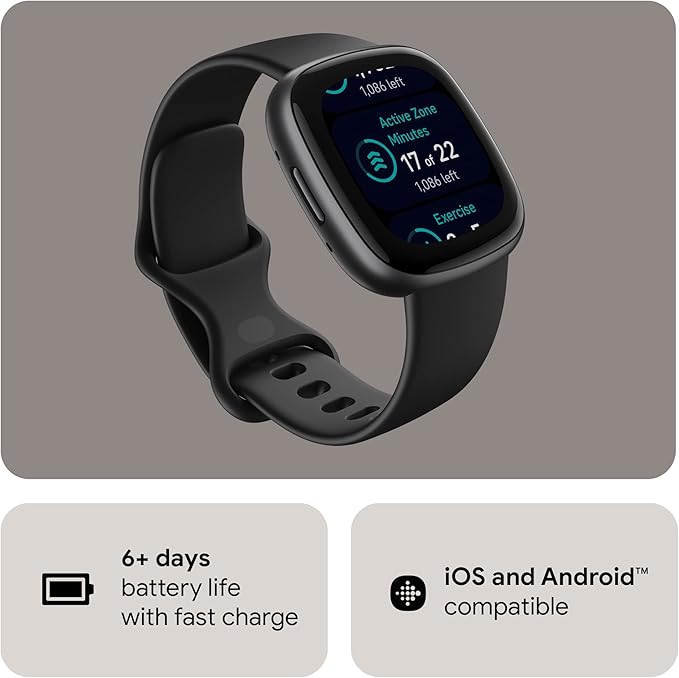 1,086 left
Active Zone
Minutes
17 of 22
1,086 left
Exercise
6+ days
battery life
with fast charge
iOS and Android™
compatible